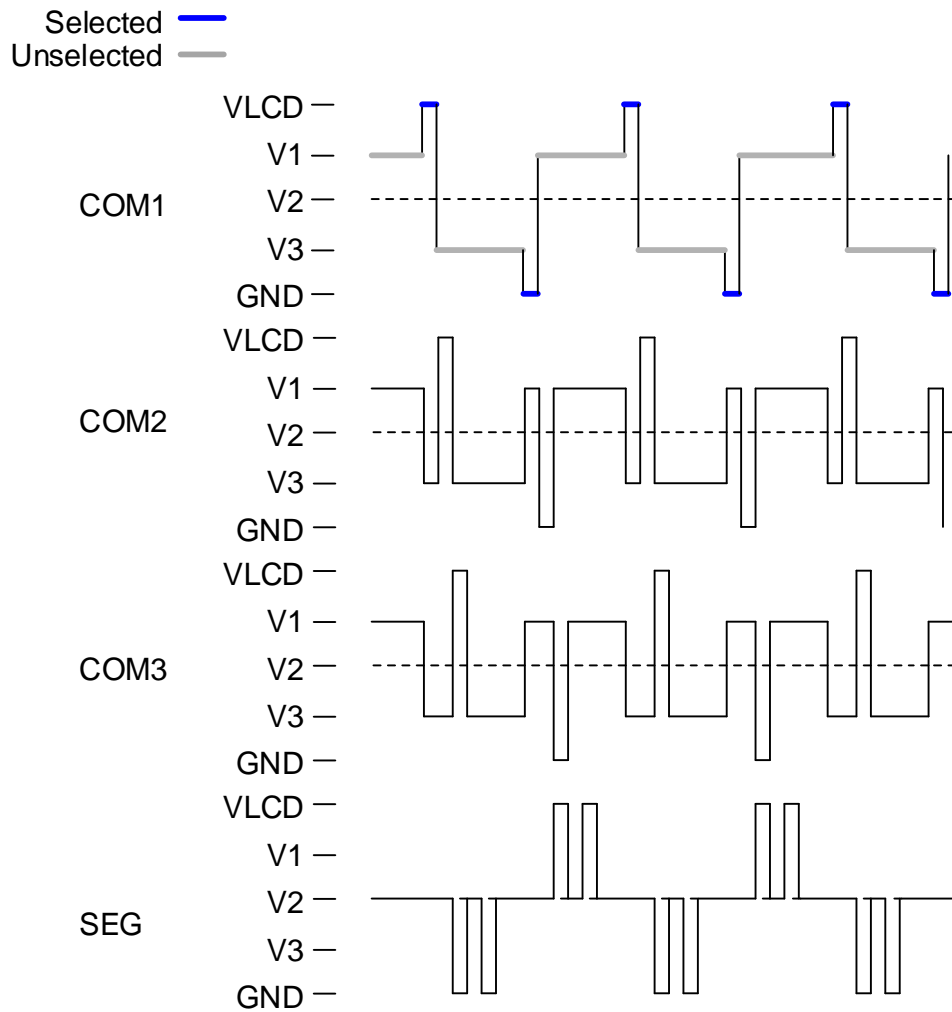 Selected
Unselected
VLCD
V1
COM1
V2
V3
GND
VLCD
V1
COM2
V2
V3
GND
VLCD
V1
COM3
V2
V3
GND
VLCD
V1
V2
SEG
V3
GND